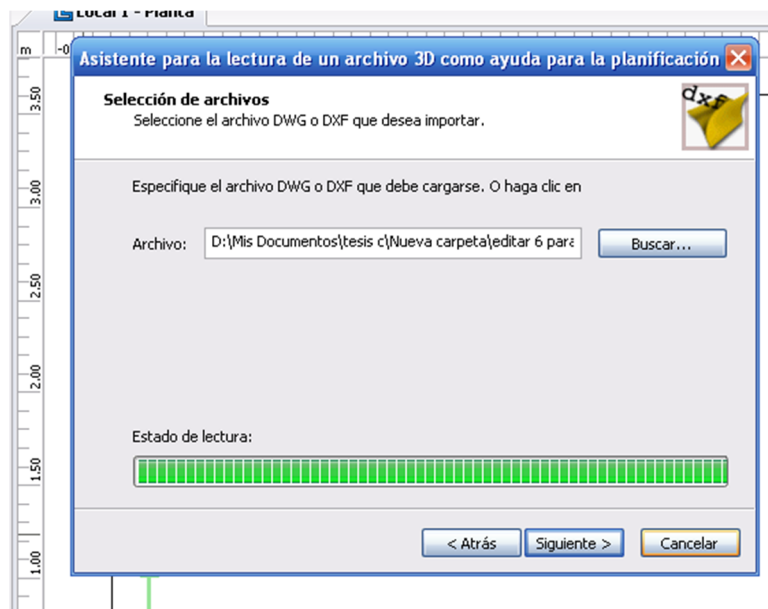 Local 1 - Planta
m
-0
Asistente para la lectura de un archivo 3D como ayuda para la planificación
Selección de archivos
Seleccione el archivo DWG o DXF que desea importar.
dxf
Especifique el archivo DWG o DXF que debe cargarse. O haga clic en
Archivo:
D:\Mis Documentos\tesis c\Nueva carpeta\editar 6 para
Buscar...
Estado de lectura:
< Atrás
Siguiente >
Cancelar
3.50
3.00
2.50
2.00
1.50
1.00